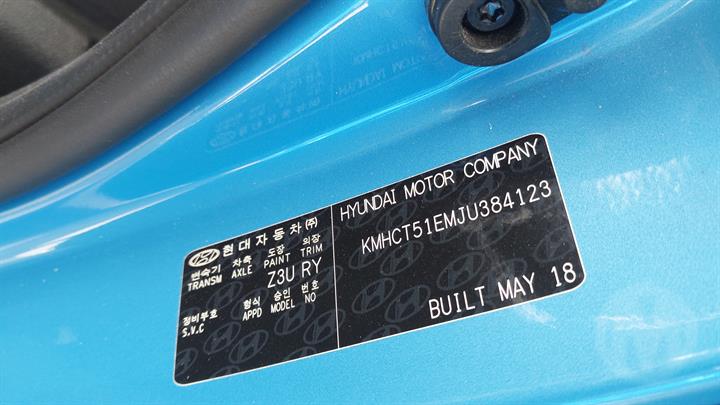 현대자동차(주)
변속기 차축 도장 의장
TRANSM AXLE PAINT TRIM
Z3U RY
형식 승인 번호
정비부호 APPD MODEL NO
S.V.C
HYUNDAI MOTOR COMPANY
KMHCT51EMJU384123
BUILT MAY 18